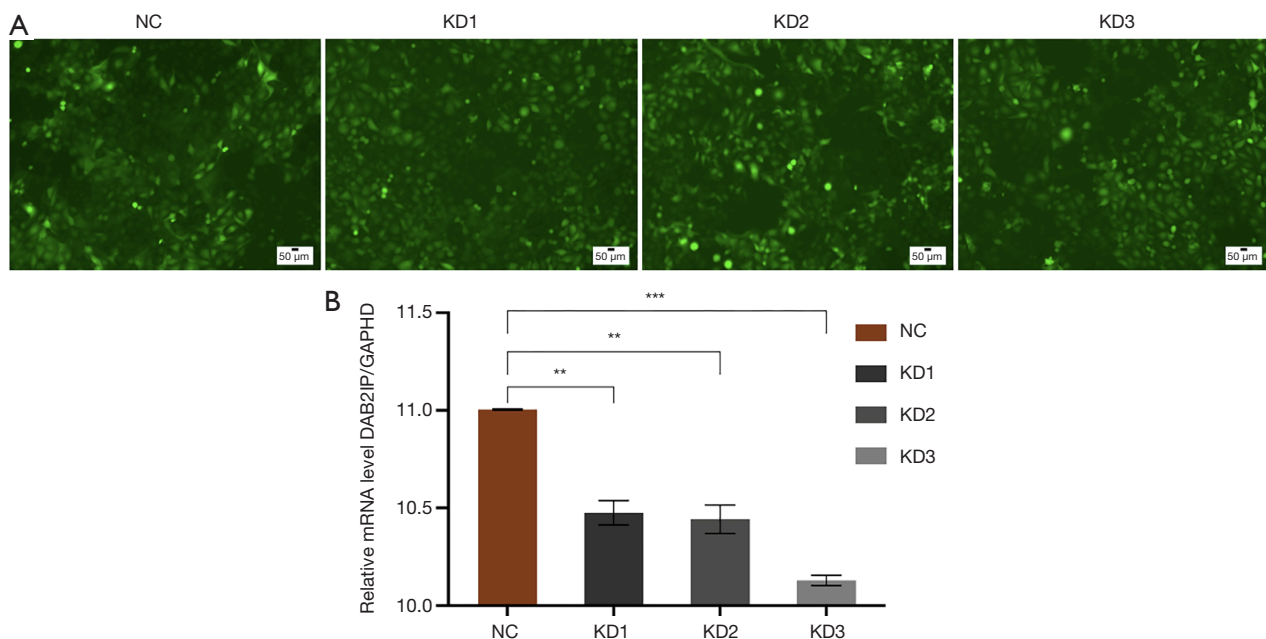 A
NC
KD1
KD2
KD3
50 µm
50 µm
50 µm
50 µm
B
Relative mRNA level DAB2IP/GAPHD
11.5
11.0
10.5
10.0
***
**
**
NC
KD1
KD2
KD3
NC
KD1
KD2
KD3